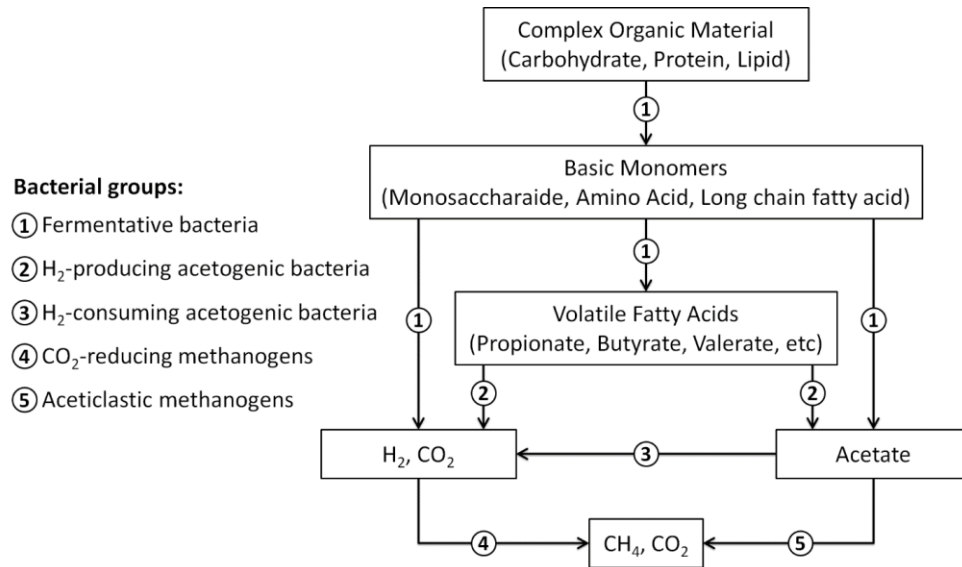 Complex Organic Material
(Carbohydrate, Protein, Lipid)
1
Basic Monomers
(Monosaccharaide, Amino Acid, Long chain fatty acid)
Bacterial groups:
1 Fermentative bacteria
2 H₂-producing acetogenic bacteria
3 H₂-consuming acetogenic bacteria
4 CO₂-reducing methanogens
5 Aceticlastic methanogens
1
1
1
Volatile Fatty Acids
(Propionate, Butyrate, Valerate, etc)
2
2
H₂, CO₂
3
Acetate
4
CH₄, CO₂
5